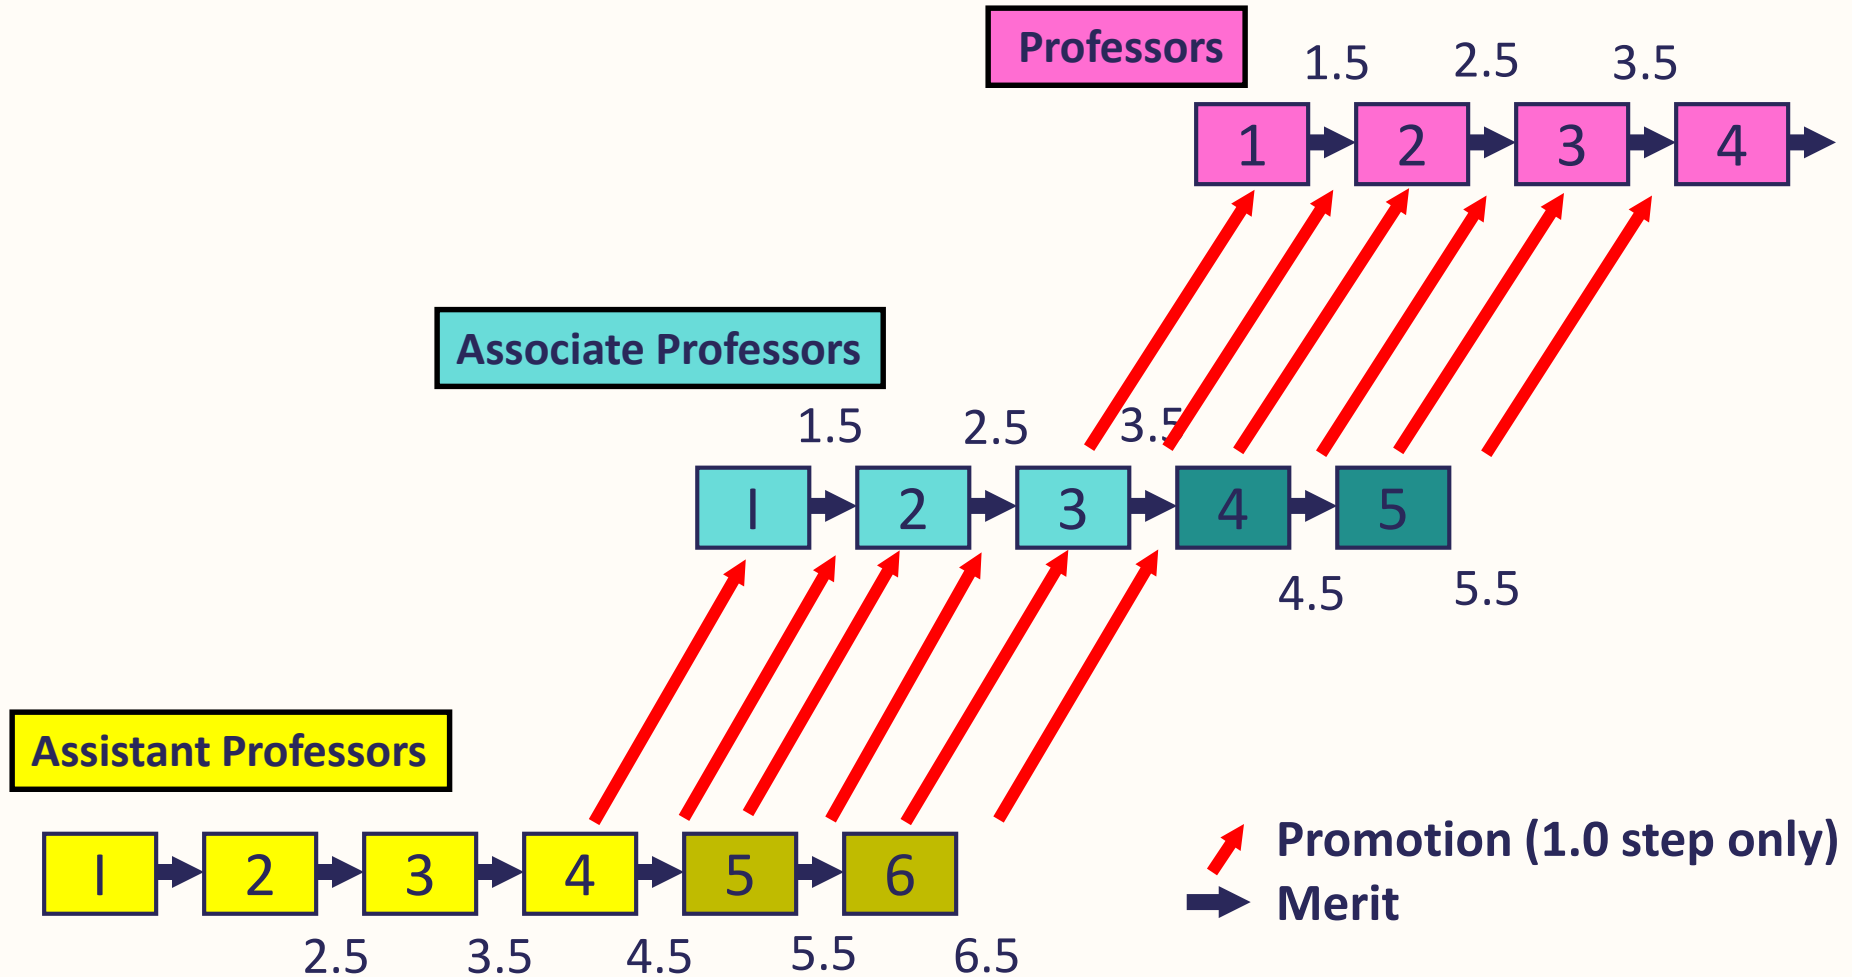 Professors
1.5 2.5 3.5
1 2 3 4
Associate Professors
1.5 2.5 3.5
I 2 3 4 5
4.5 5.5
Assistant Professors
I 2 3 4 5 6
2.5 3.5 4.5 5.5 6.5
Promotion (1.0 step only)
Merit